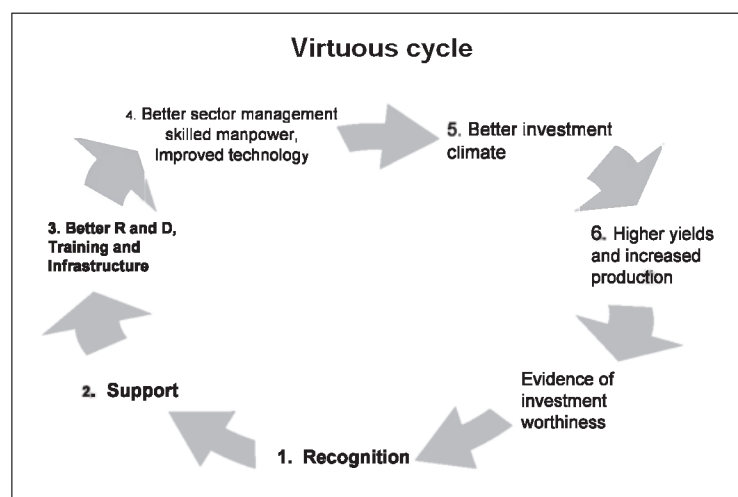 Virtuous cycle
4. Better sector management
skilled manpower,
Improved technology
5. Better investment
climate
3. Better R and D,
Training and
Infrastructure
6. Higher yields
and increased
production
2. Support
Evidence of
investment
worthiness
1. Recognition